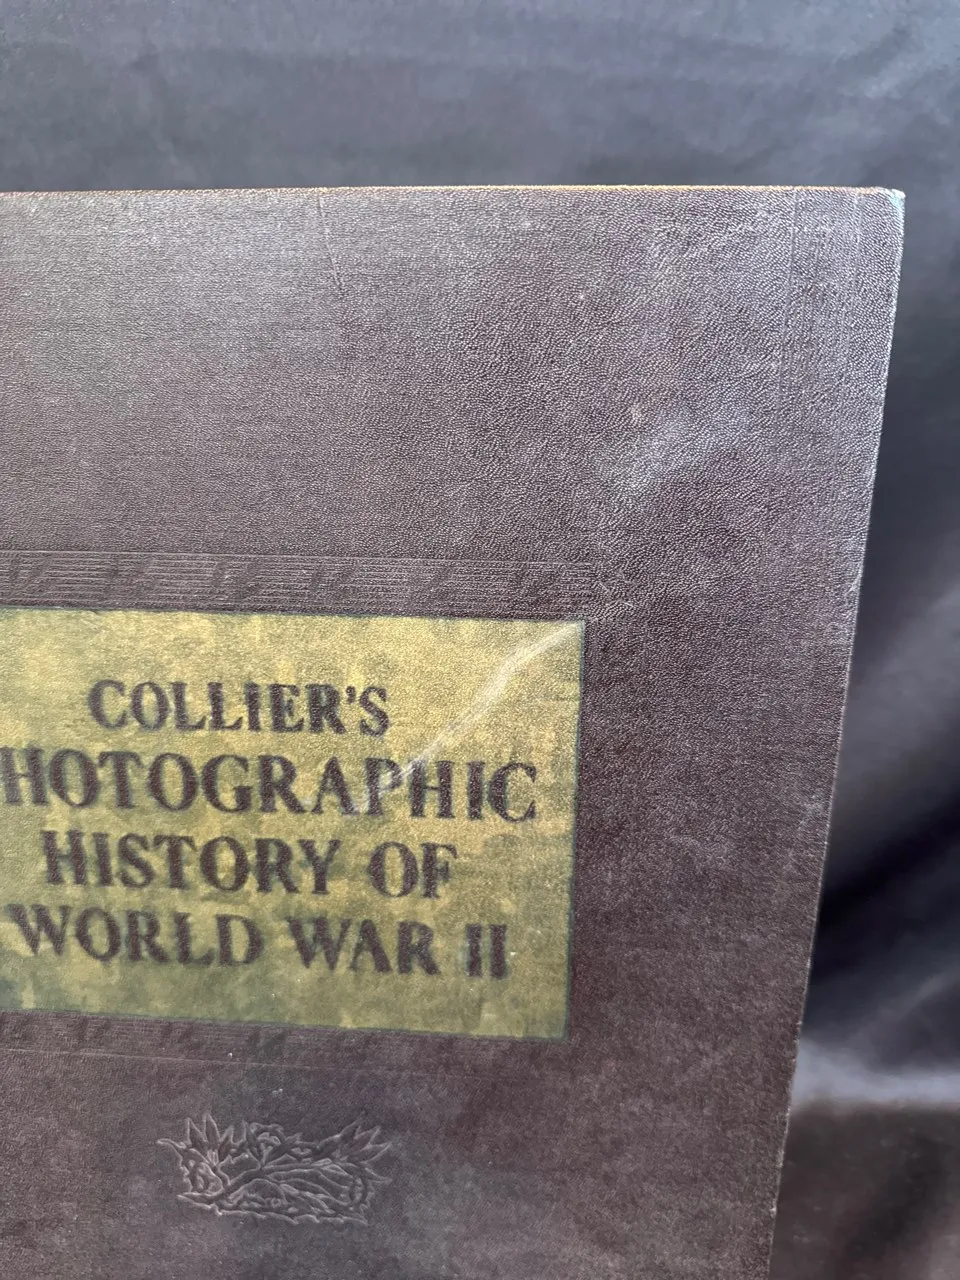 COLLIER'S
HOTOGRAPHIC
HISTORY OF
WORLD WAR II